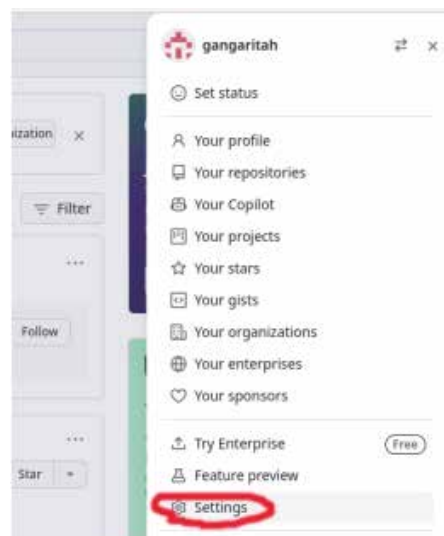 gangaritah
Set status
ization
Your profile
Your repositories
Filter
Your Copilot
Your projects
Your stars
Your gists
Follow
Your organizations
Your enterprises
Your sponsors
Try Enterprise Free
Star
Feature preview
Settings